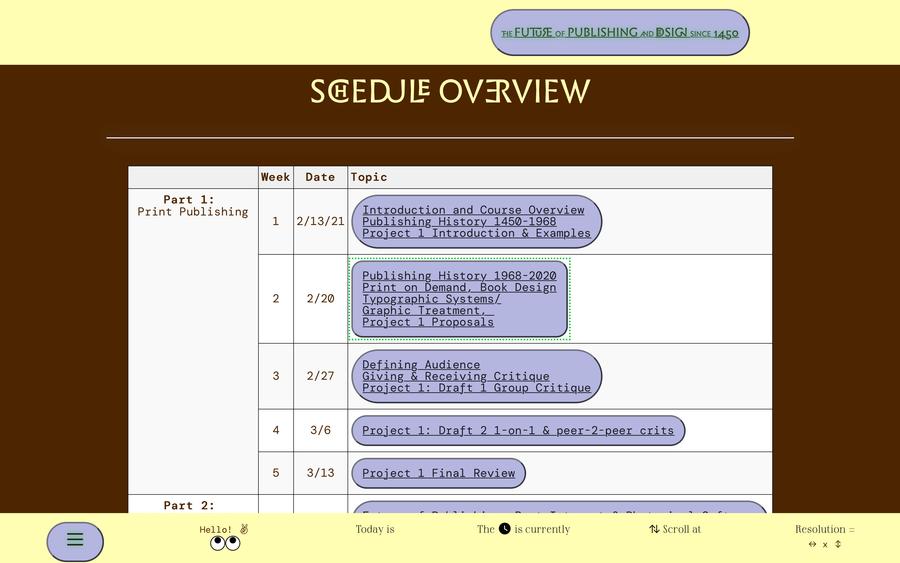 THE FUTURE OF PUBLISHING AND DESIGN SINCE 1450
SCHEDULE OVERVIEW
Week Date Topic
Part 1:
Print Publishing
1 2/13/21
Introduction and Course Overview
Publishing History 1450-1968
Project 1 Introduction & Examples
2 2/20
Publishing History 1968-2020
Print on Demand, Book Design
Typographic Systems/
Graphic Treatment,
Project 1 Proposals
3 2/27
Defining Audience
Giving & Receiving Critique
Project 1: Draft 1 Group Critique
4 3/6 Project 1: Draft 2 1-on-1 & peer-2-peer crits
5 3/13 Project 1 Final Review
Part 2:
Hello! ✌
Today is
The 🕓 is currently
⇅ Scroll at
Resolution =
⇔ x ⇕